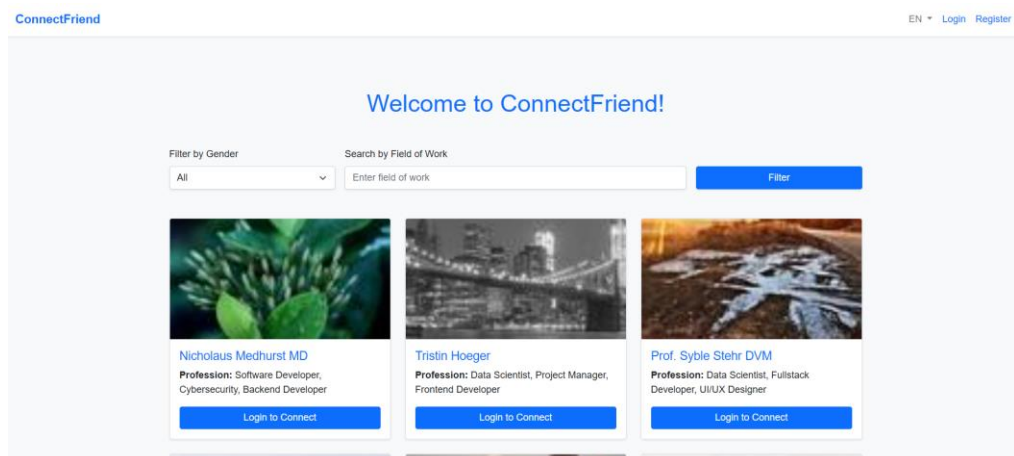 ConnectFriend
EN Login Register
Welcome to ConnectFriend!
Filter by Gender
Search by Field of Work
All
Enter field of work
Filter
Nicholaus Medhurst MD
Profession: Software Developer,
Cybersecurity, Backend Developer
Login to Connect
Tristin Hoeger
Profession: Data Scientist, Project Manager,
Frontend Developer
Login to Connect
Prof. Syble Stehr DVM
Profession: Data Scientist, Fullstack
Developer, UI/UX Designer
Login to Connect